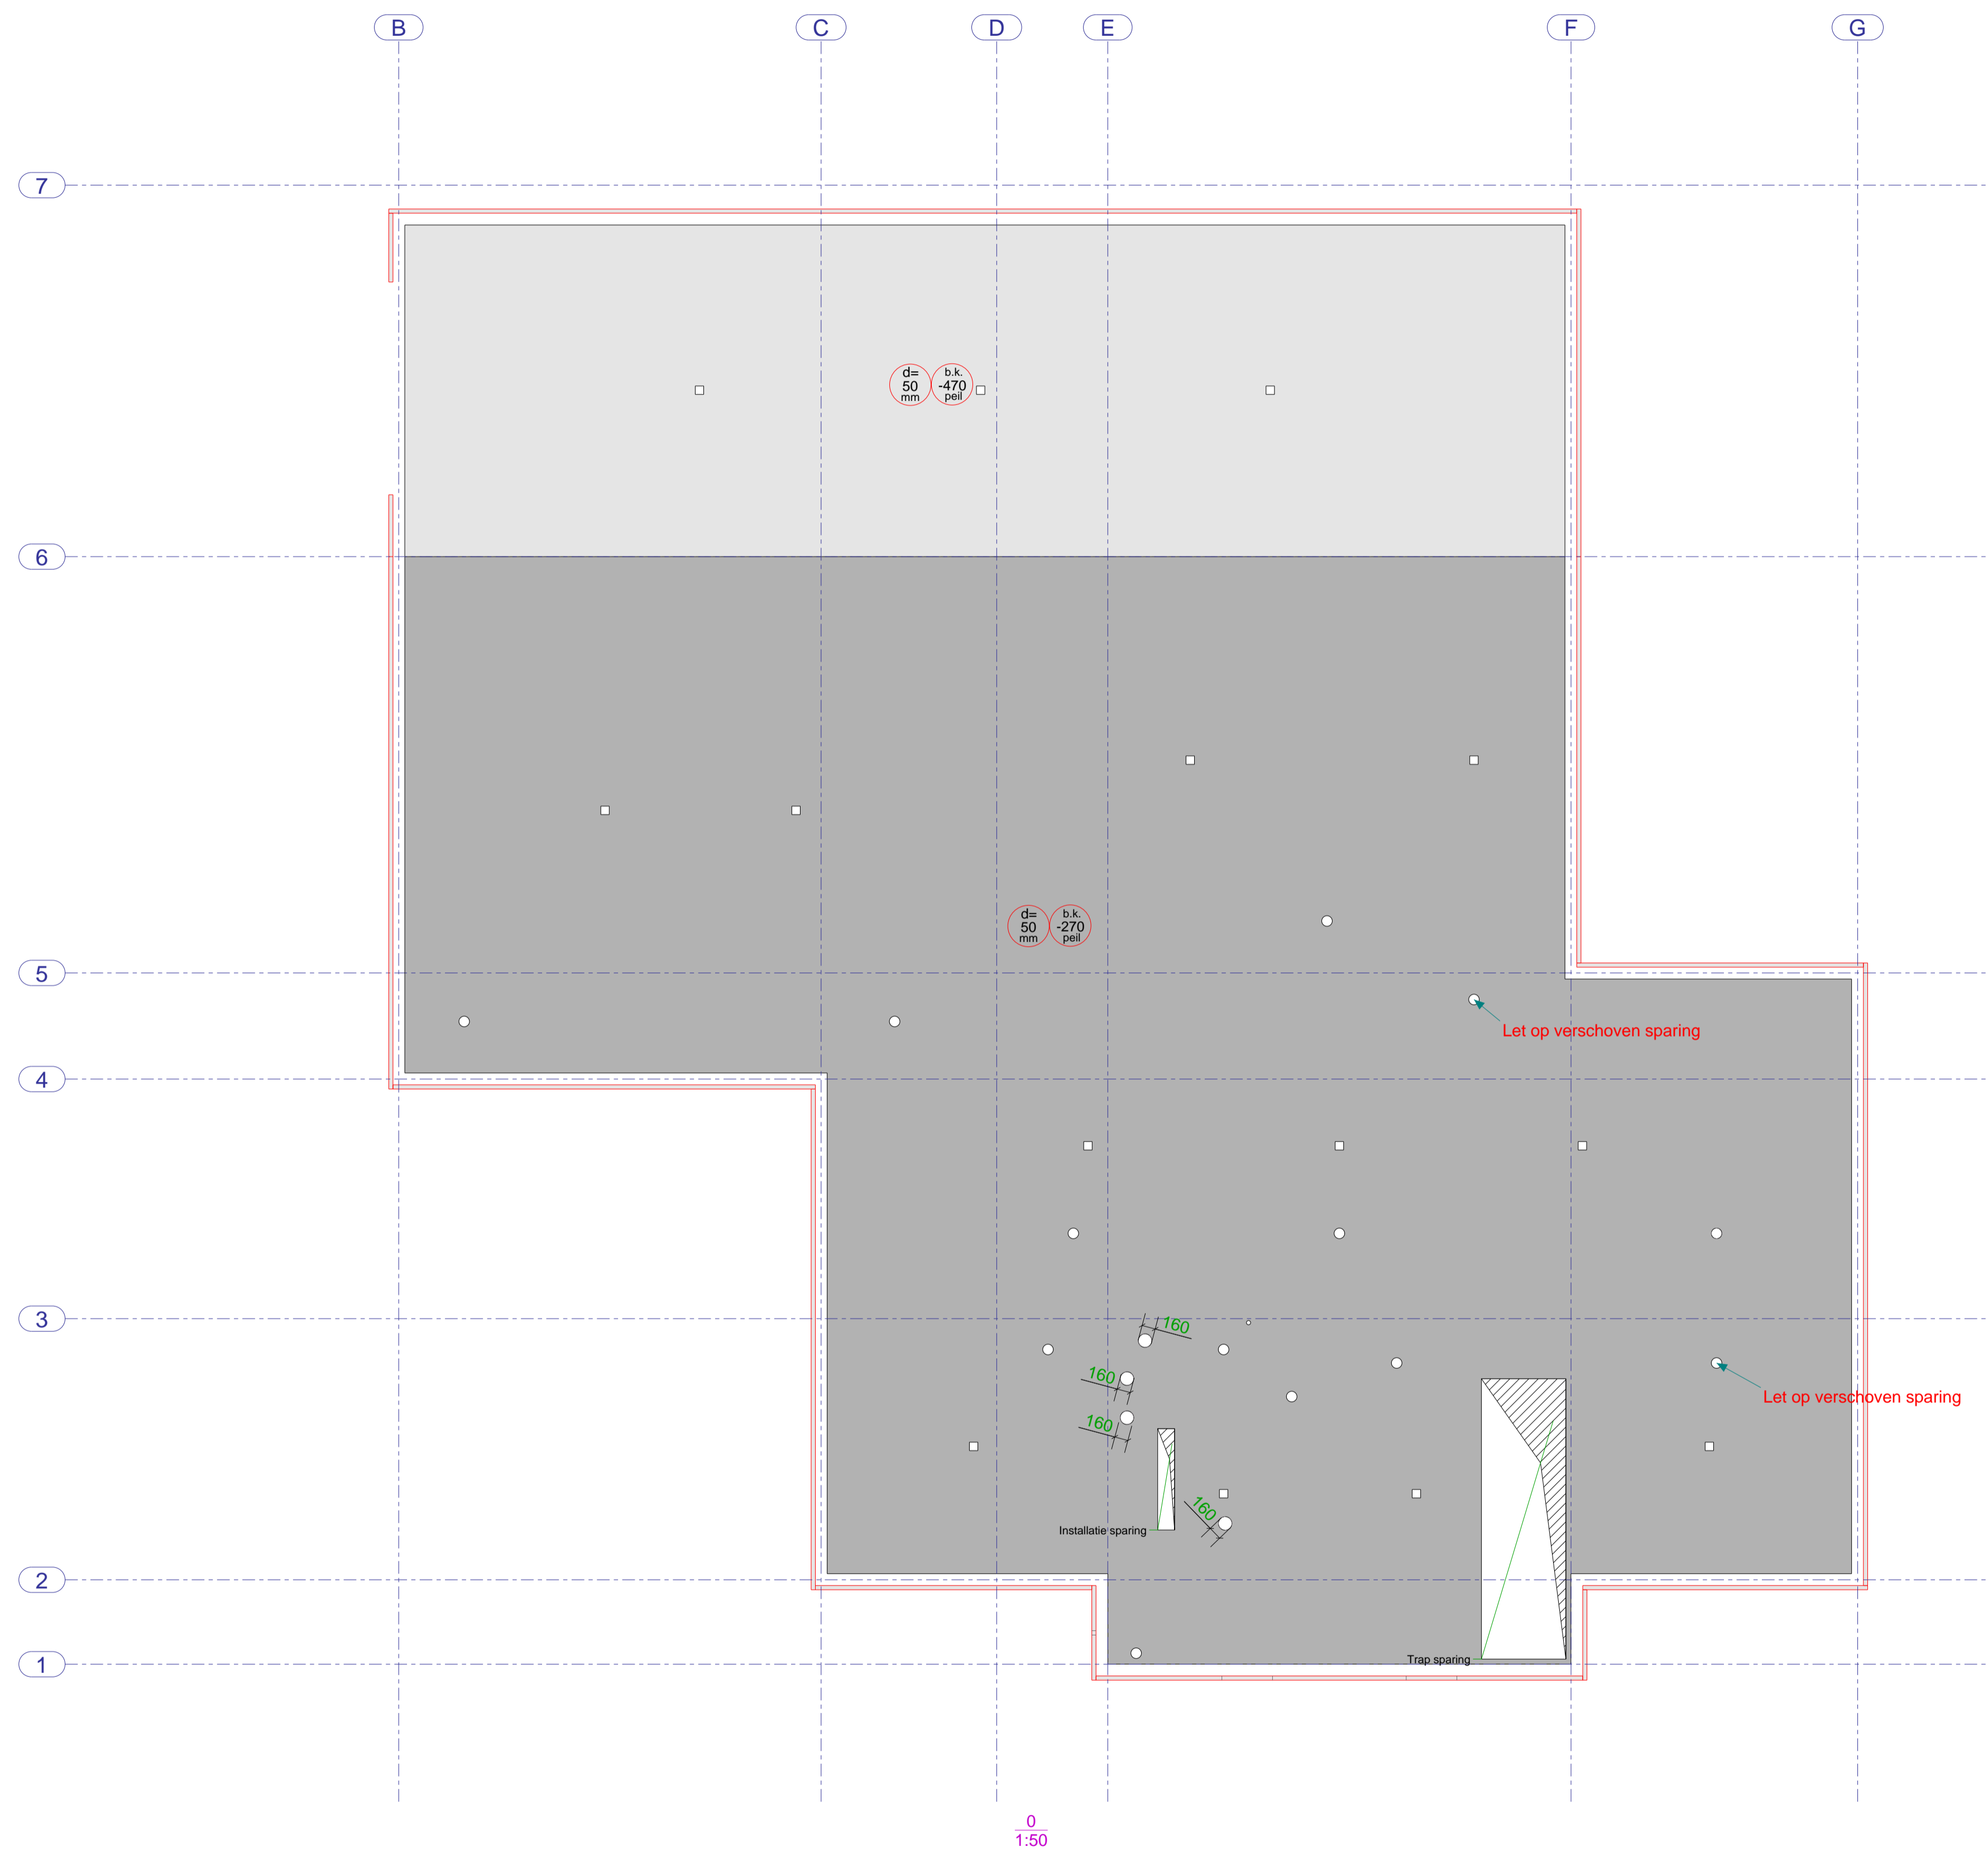 B
C
D
E
F
G
7
d=
50
mm
b.k.
-470
peil
6
d=
50
mm
b.k.
-270
peil
5
Let op verschoven sparing
4
3
160
160
Let op verschoven sparing
160
160
Installatie sparing
2
Trap sparing
1
0
1:50